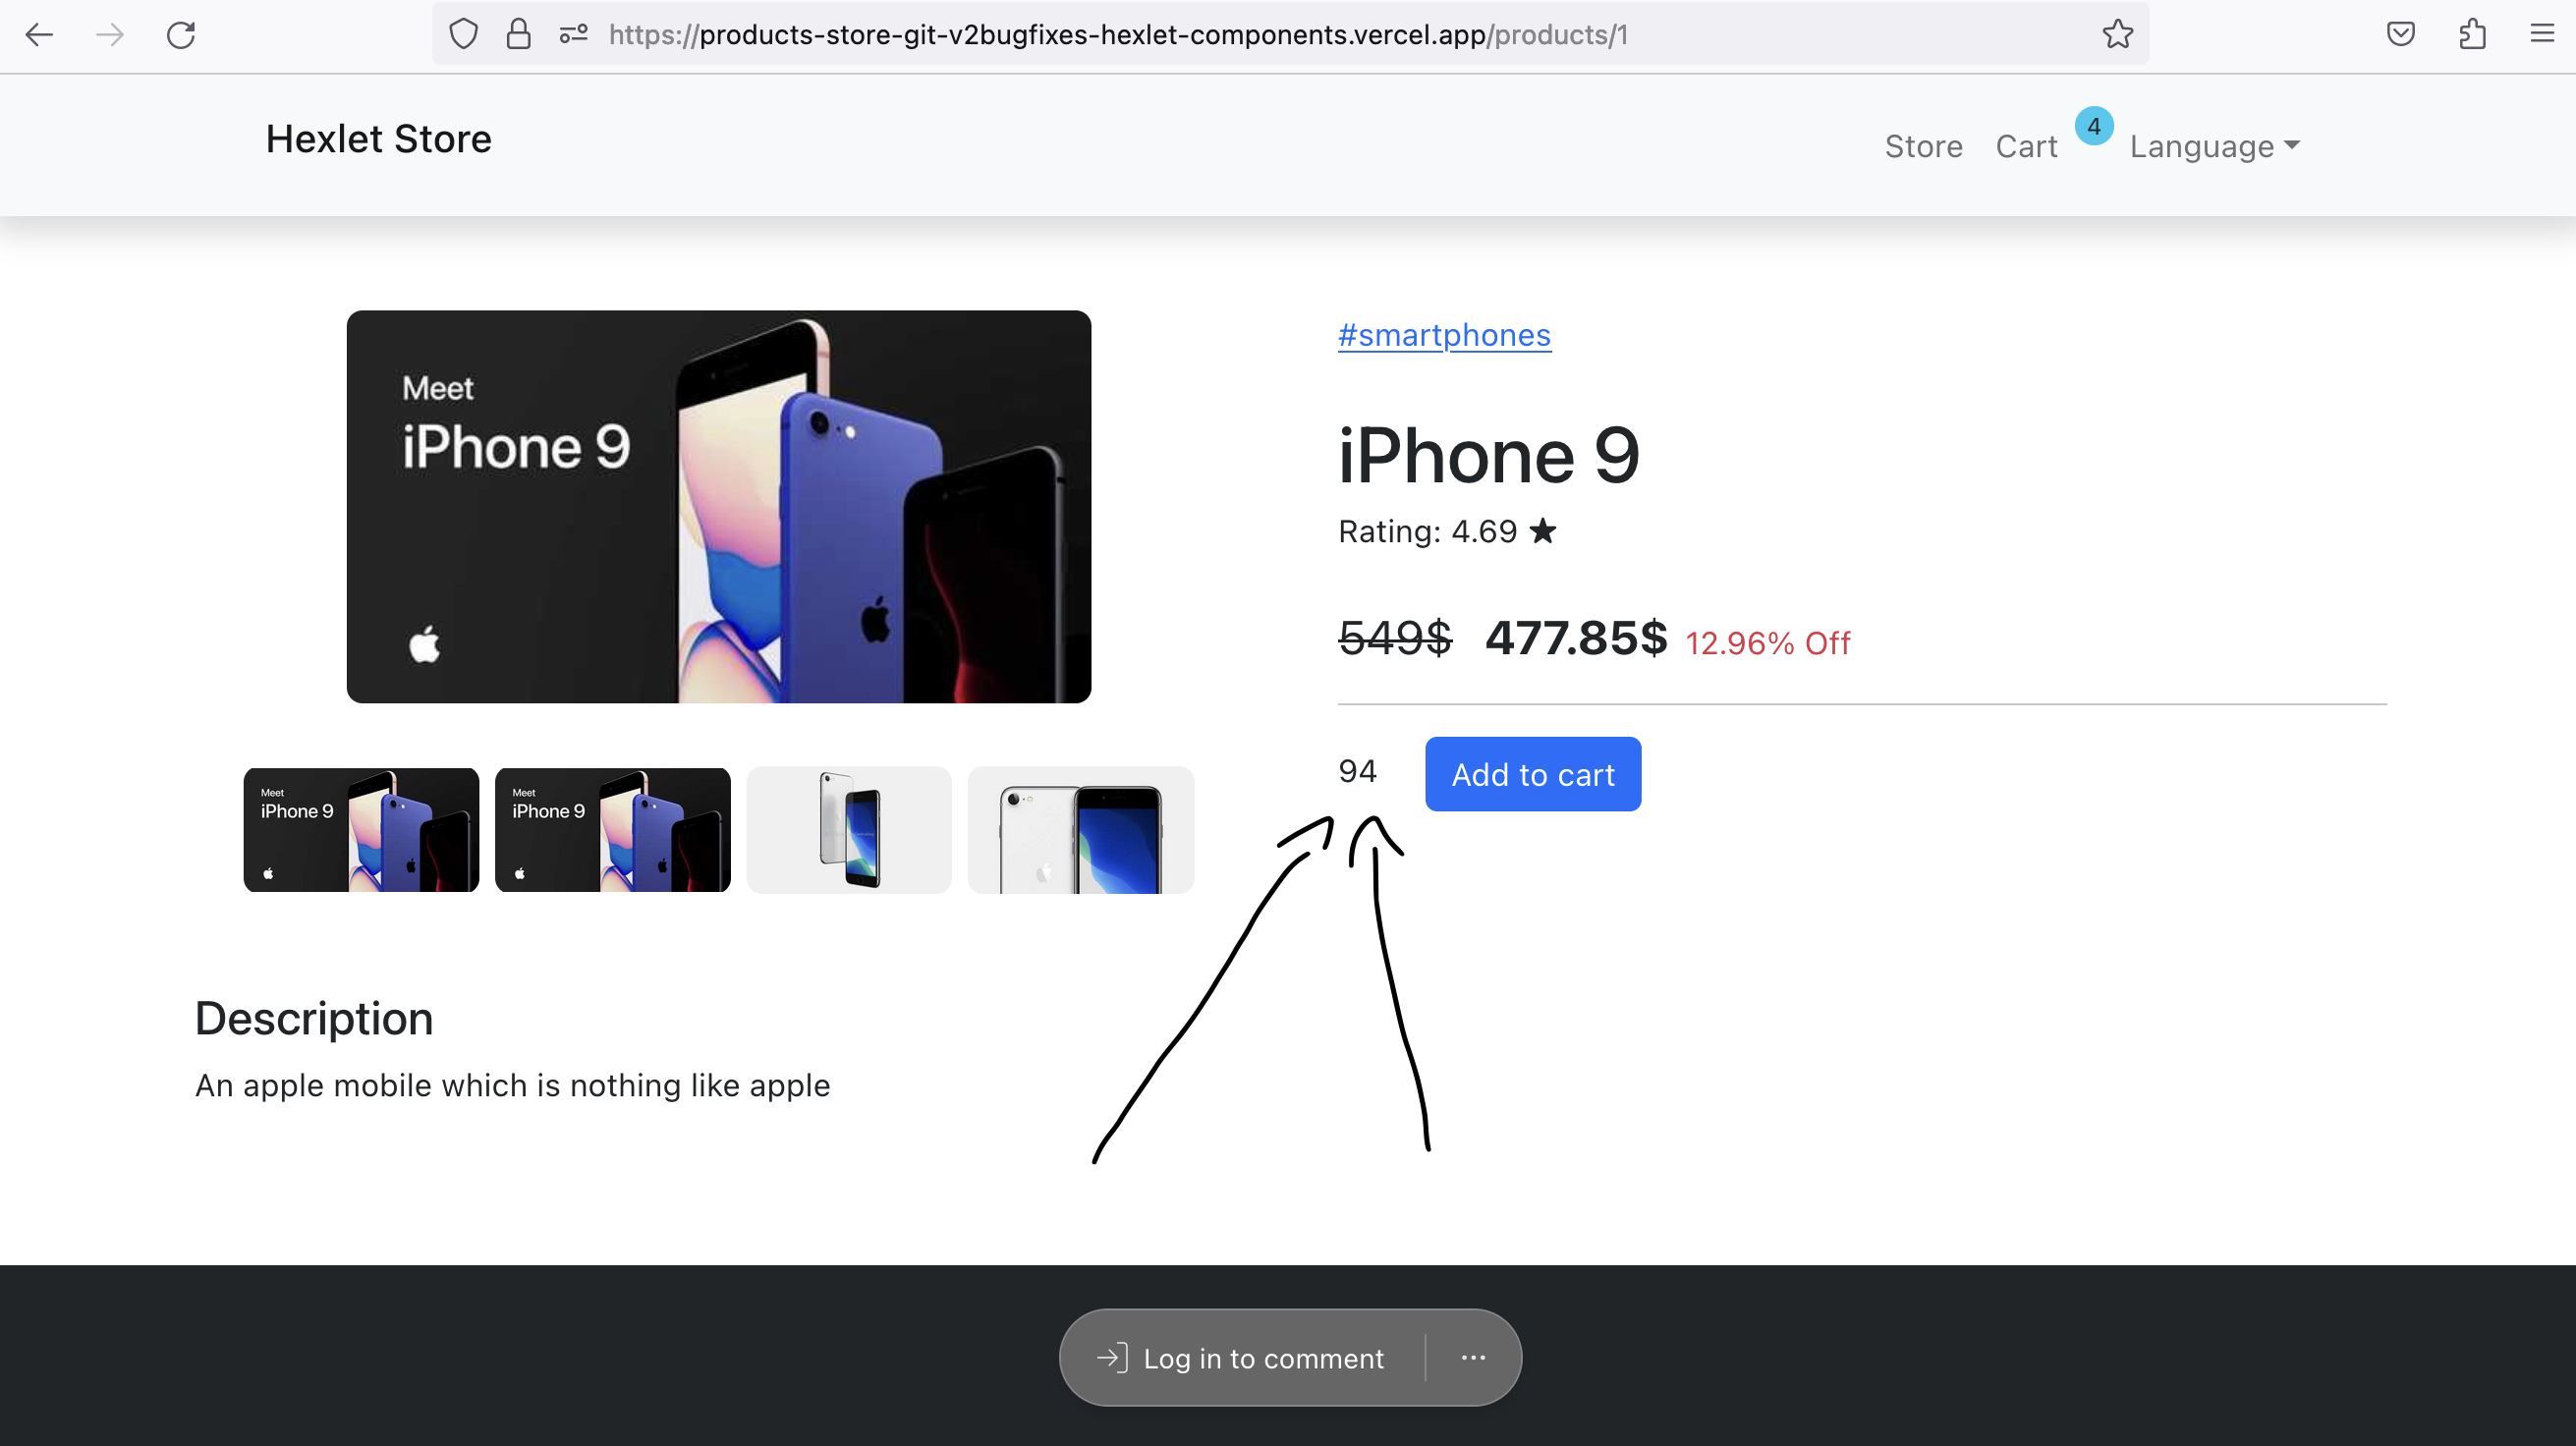 https://products-store-git-v2bugfixes-hexlet-components.vercel.app/products/1
Hexlet Store
Store Cart 4 Language
Meet
iPhone 9
#smartphones
iPhone 9
Rating: 4.69 ★
549$ 477.85$ 12.96% Off
94 Add to cart
Meet
iPhone 9
Meet
iPhone 9
Description
An apple mobile which is nothing like apple
Log in to comment